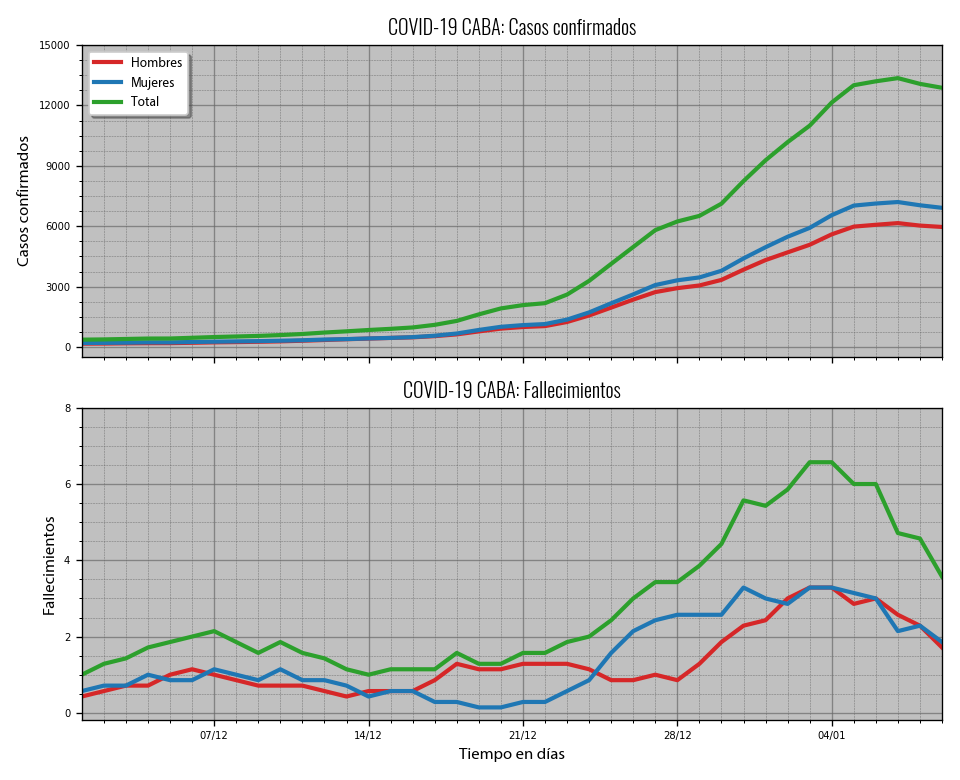 COVID-19 CABA: Casos confirmados
15000
12000
9000
6000
3000
0
Casos confirmados
Hombres
Mujeres
Total
COVID-19 CABA: Fallecimientos
8
6
4
2
0
Fallecimientos
07/12 14/12 21/12 28/12 04/01
Tiempo en días